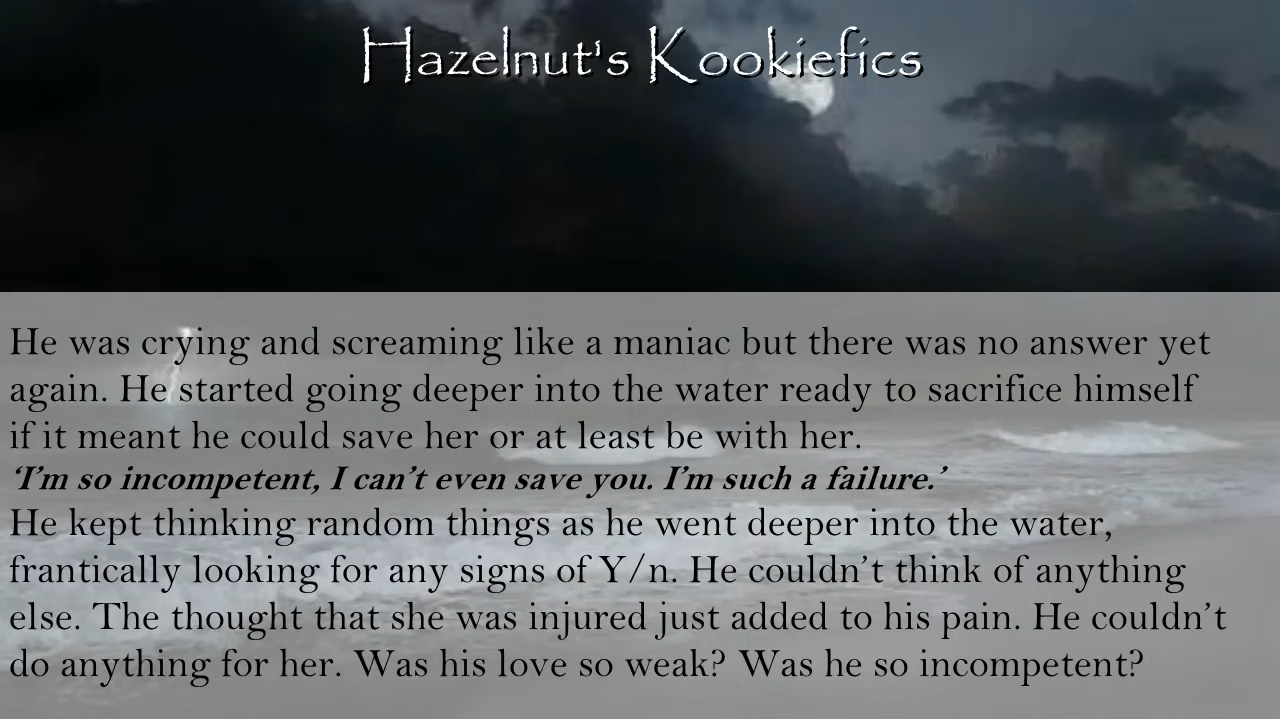 Hazelnut's Kookiefics
He was crying and screaming like a maniac but there was no answer yet
again. He started going deeper into the water ready to sacrifice himself
if it meant he could save her or at least be with her.
‘I’m so incompetent, I can’t even save you. I’m such a failure.’
He kept thinking random things as he went deeper into the water,
frantically looking for any signs of Y/n. He couldn’t think of anything
else. The thought that she was injured just added to his pain. He couldn’t
do anything for her. Was his love so weak? Was he so incompetent?